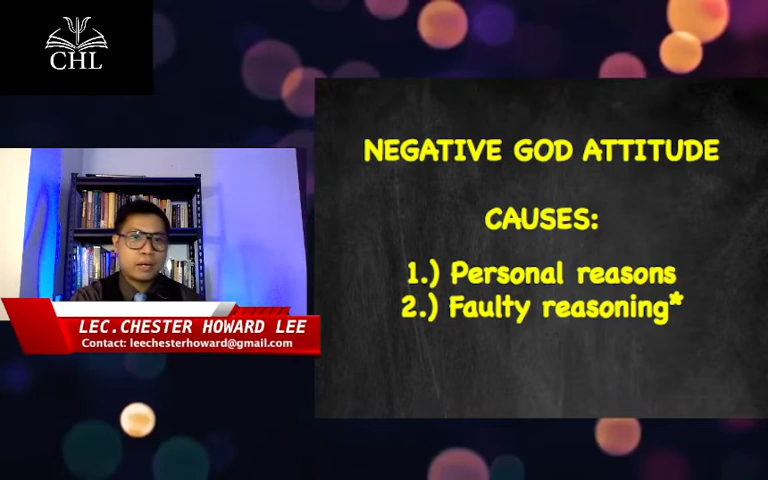 CHL
NEGATIVE GOD ATTITUDE
CAUSES:
1.) Personal reasons
2.) Faulty reasoning*
LEC.CHESTER HOWARD LEE
Contact: leechesterhoward@gmail.com